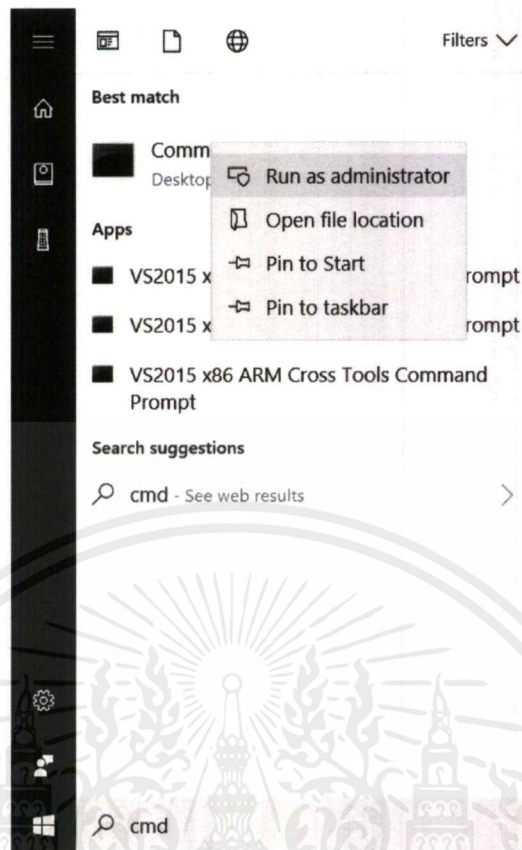 Filters
Best match
Comm
Run as administrator
Desktop
Open file location
Apps
Pin to Start
VS2015 x
rompt
Pin to taskbar
VS2015 x
rompt
VS2015 x86 ARM Cross Tools Command
Prompt
Search suggestions
cmd - See web results
cmd